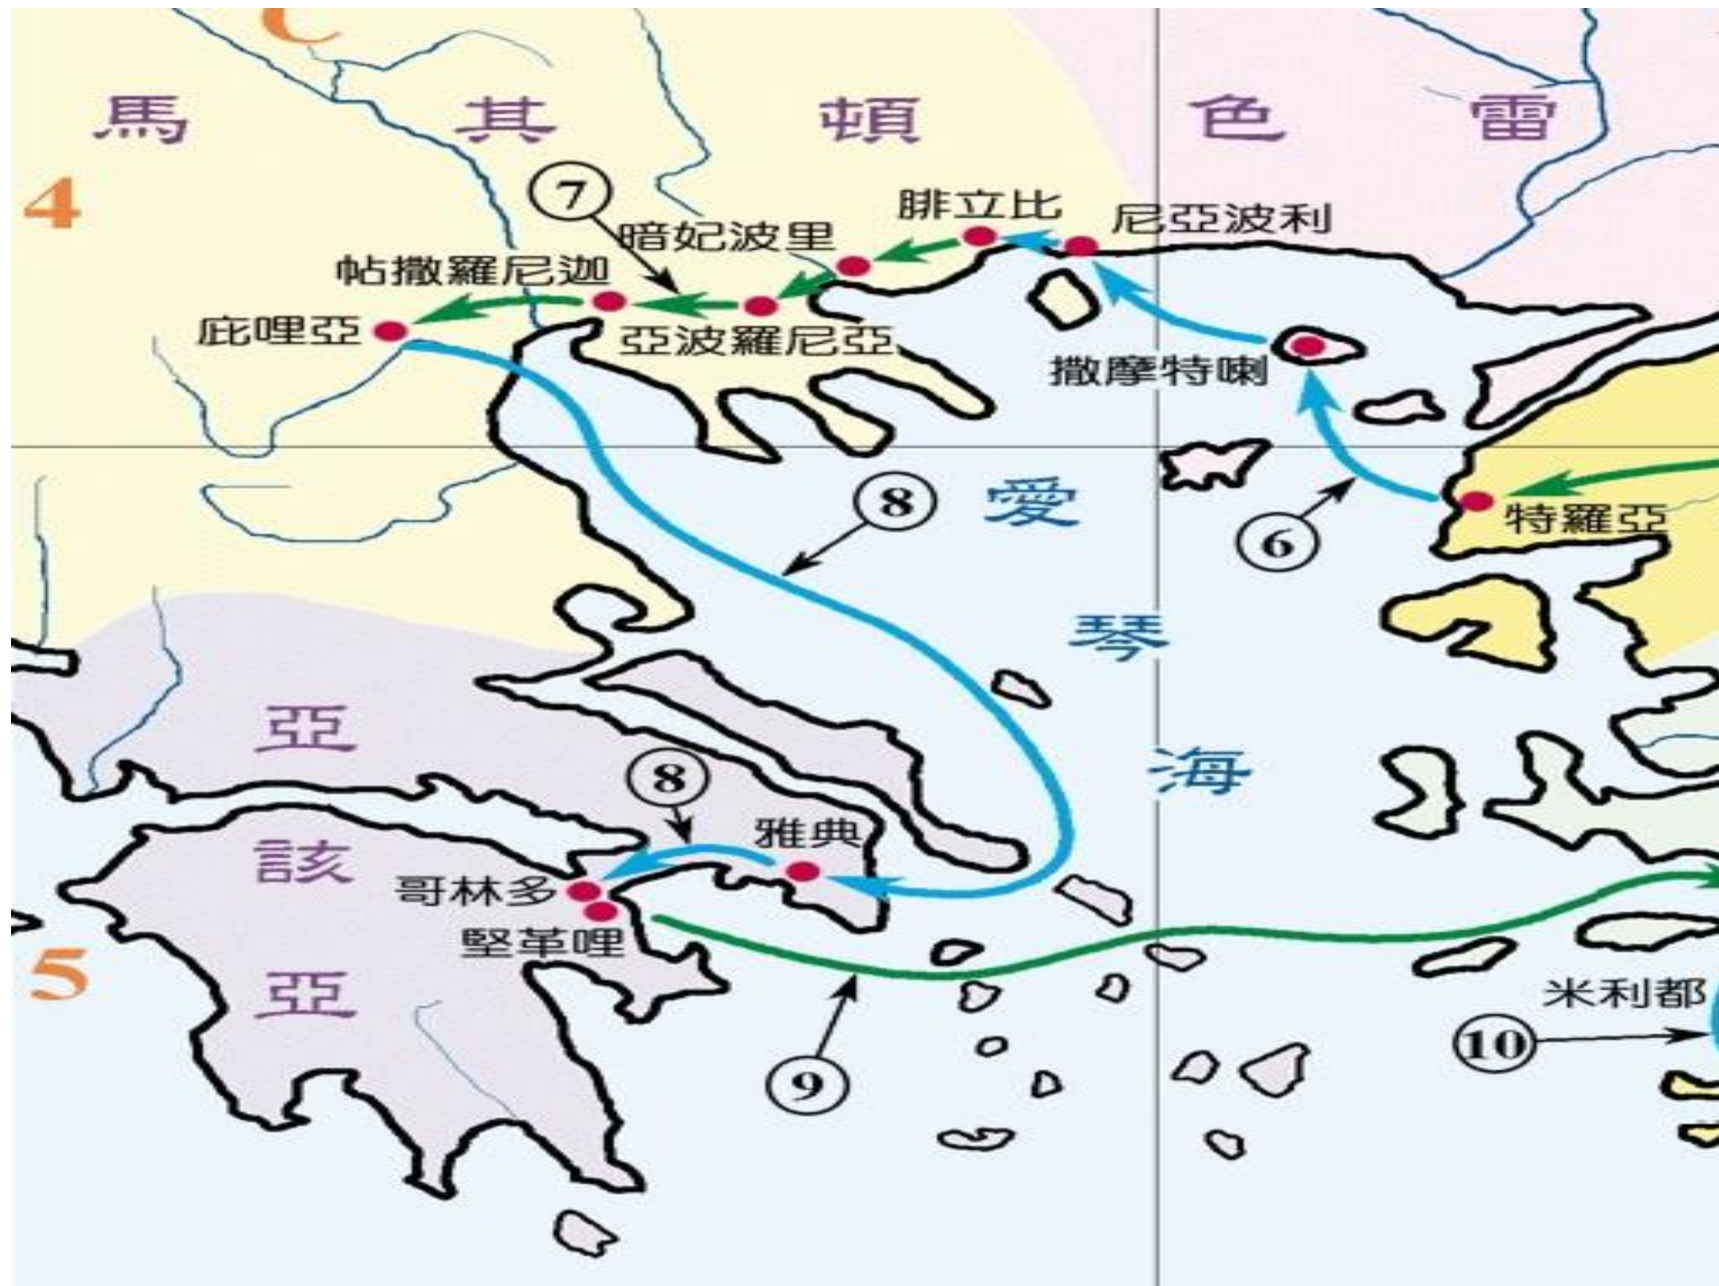 C
馬其頓
色雷
4
⑦
腓立比
尼亞波利
暗妃波里
帖撒羅尼迦
庇哩亞
亞波羅尼亞
撒摩特喇
⑧
愛琴海
⑥
特羅亞
亞該亞
⑧
雅典
哥林多
堅革哩
5
⑨
米利都
⑩